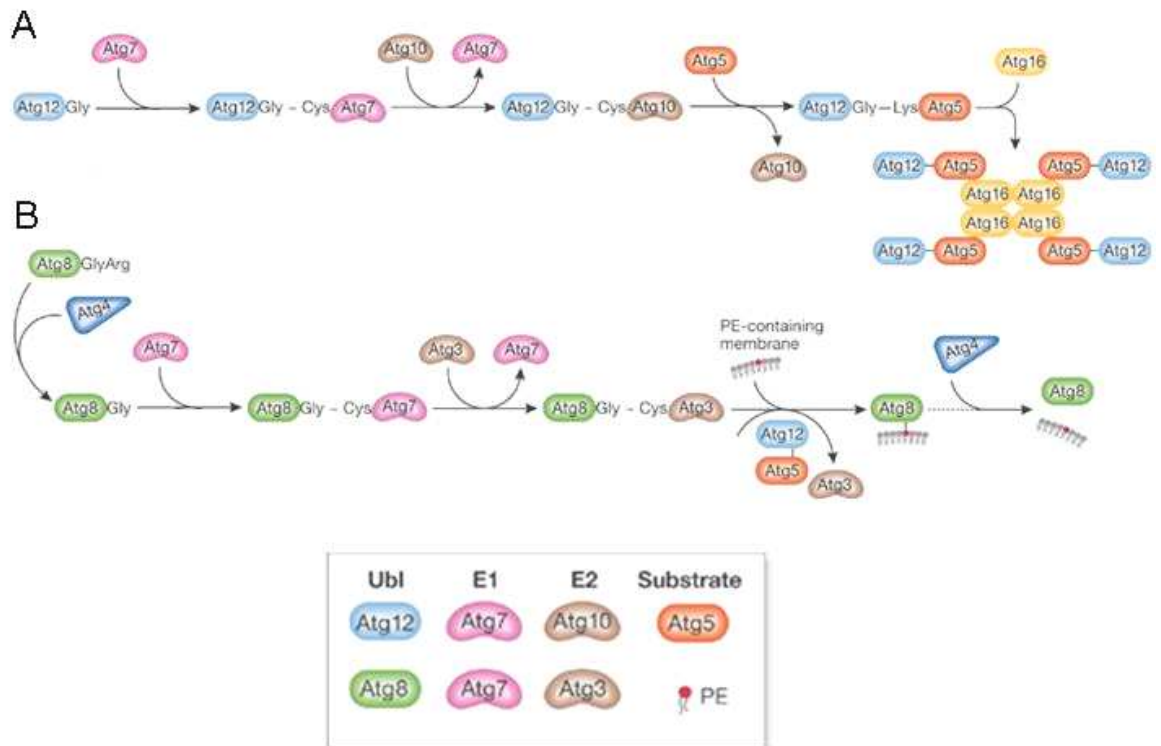 A
Atg7 Atg10 Atg7 Atg5 Atg16
Atg12 Gly Atg12 Gly – Cys Atg7 Atg12 Gly – Cys Atg10 Atg12 Gly – Lys Atg5
Atg10
Atg12 Atg5 Atg5 Atg12
Atg16 Atg16
Atg16 Atg16
Atg12 Atg5 Atg5 Atg12
B
Atg8 GlyArg
Atg4
Atg7 Atg3 Atg7
PE-containing
membrane
Atg4
Atg8 Gly Atg8 Gly – Cys Atg7 Atg8 Gly – Cys Atg3 Atg8 Atg8
Atg12
Atg5 Atg3
Ubl E1 E2 Substrate
Atg12 Atg7 Atg10 Atg5
Atg8 Atg7 Atg3 PE